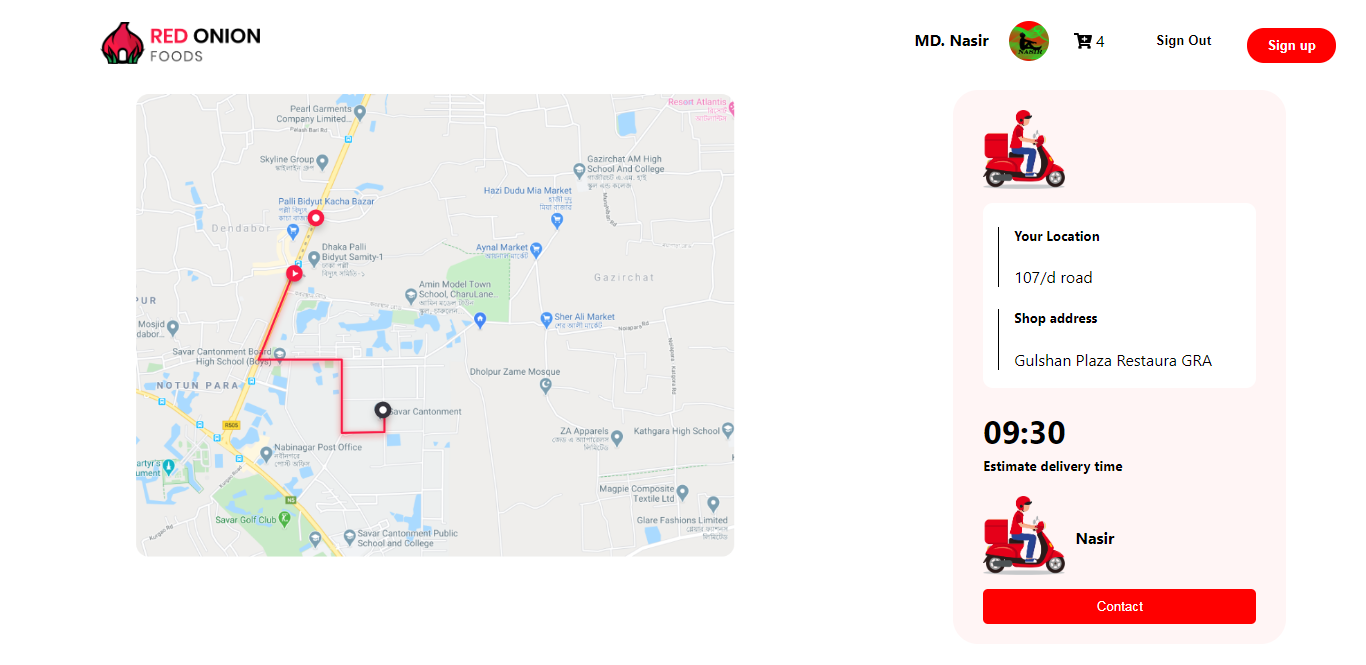 RED ONION
FOODS
MD. Nasir
NASIR
4
Sign Out
Sign up
Pearl Garments
Company Limited...
Resort Atlantis
Skyline Group
Gazirchat AM High
School And College
Hazi Dudu Mia Market
Palli Bidyut Kacha Bazar
Dendabor
Dhaka Palli
Bidyut Samity-1
Aynal Market
Gazirchat
Amin Model Town
School, CharuLane...
PUR
Mosjid
dabor...
Sher Ali Market
Savar Cantonment Board
High School (Boys)
NOTUN PARA
Dholpur Zame Mosque
Savar Cantonment
R505
ZA Apparels
Kathgara High School
Nabinagar Post Office
artyr's
ument
Magpie Composite
Textile Ltd
N5
Savar Golf Club
Glare Fashions Limited
Savar Cantonment Public
School and College
Your Location
107/d road
Shop address
Gulshan Plaza Restaura GRA
09:30
Estimate delivery time
Nasir
Contact